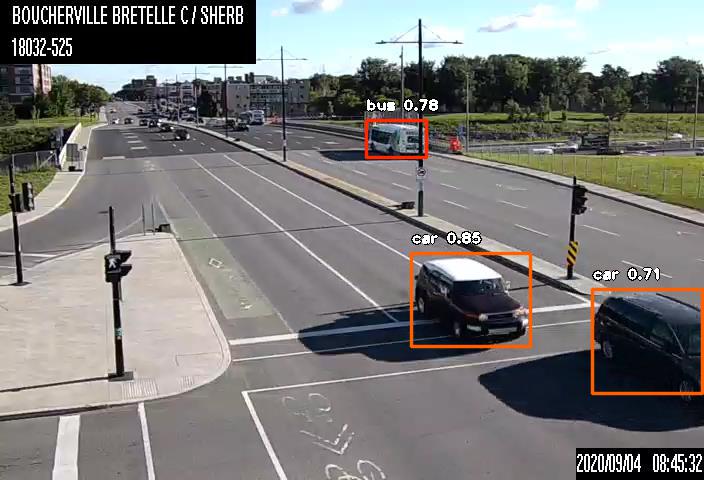 BOUCHERVILLE BRETELLE C / SHERB
18032-525
bus 0.78
car 0.85
car 0.71
2020/09/04 08:45:32